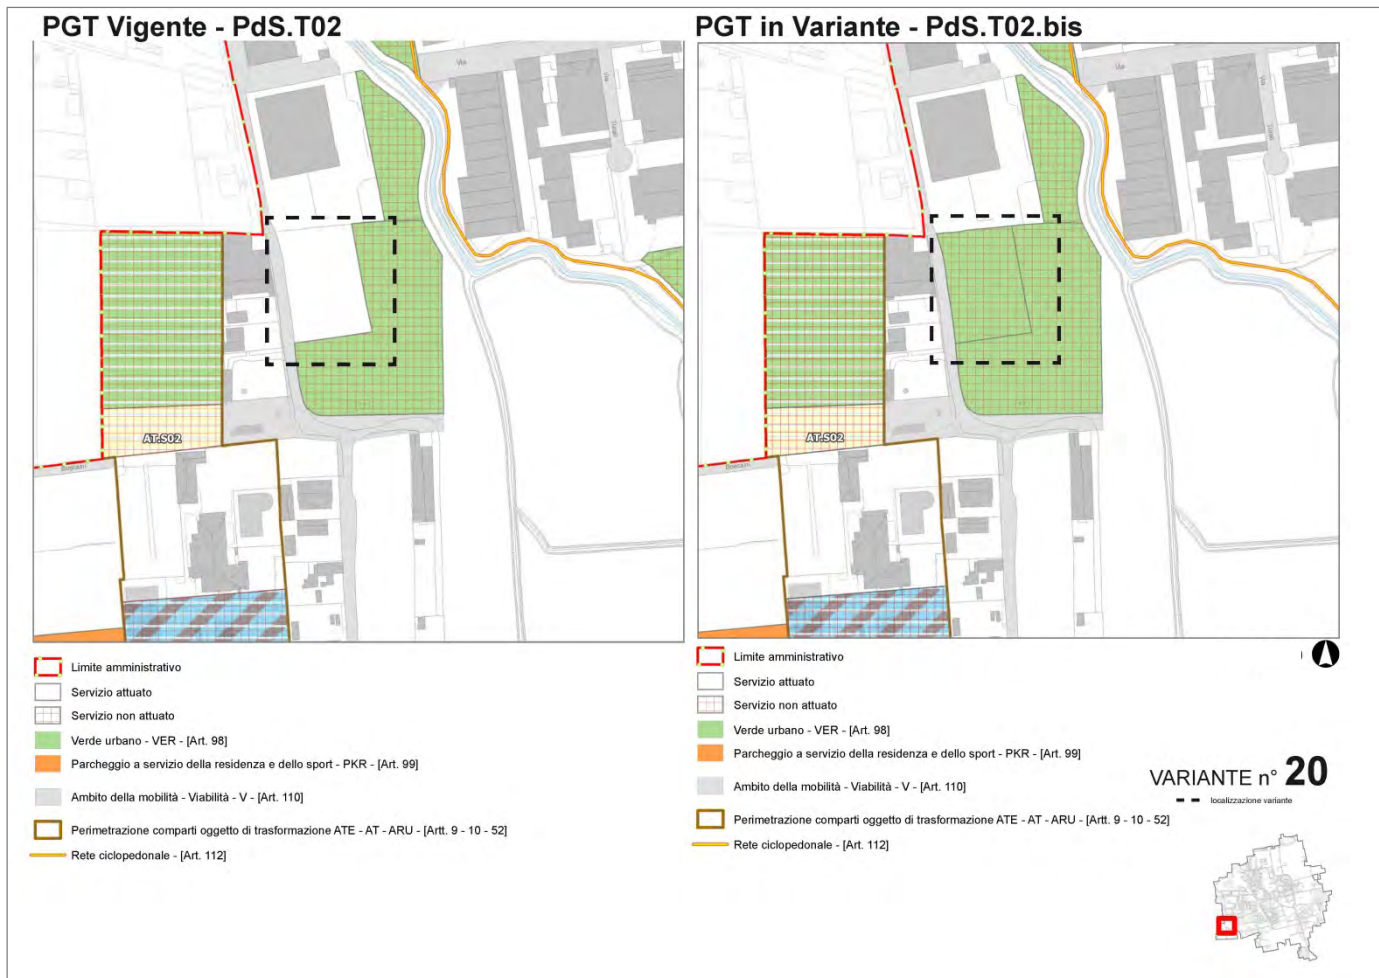 PGT Vigente - PdS.T02
PGT in Variante - PdS.T02.bis
Via
AT.S02
Via
Via
AT.S02
Limite amministrativo
Servizio attuato
Servizio non attuato
Verde urbano - VER - [Art. 98]
Parcheggio a servizio della residenza e dello sport - PKR - [Art. 99]
Ambito della mobilità - Viabilità - V - [Art. 110]
Perimetrazione comparti oggetto di trasformazione ATE - AT - ARU - [Artt. 9 - 10 - 52]
Rete ciclopedonale - [Art. 112]
Limite amministrativo
Servizio attuato
Servizio non attuato
Verde urbano - VER - [Art. 98]
Parcheggio a servizio della residenza e dello sport - PKR - [Art. 99]
Ambito della mobilità - Viabilità - V - [Art. 110]
Perimetrazione comparti oggetto di trasformazione ATE - AT - ARU - [Artt. 9 - 10 - 52]
Rete ciclopedonale - [Art. 112]
VARIANTE n° 20
localizzazione variante